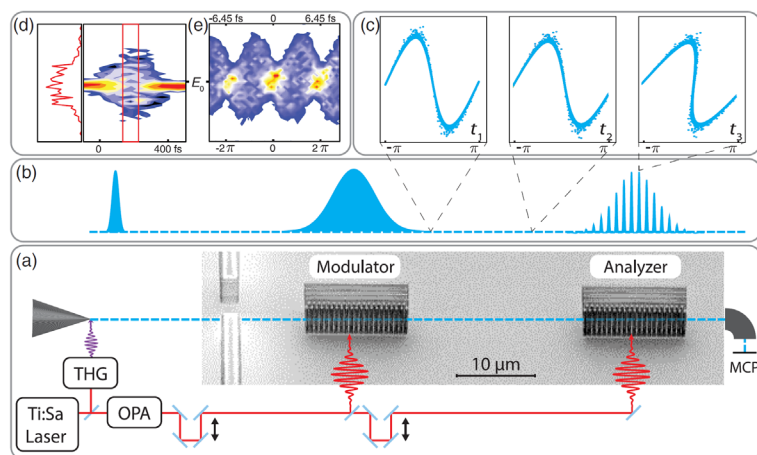 (d)
(e)
-6.45 fs 0 6.45 fs
(c)
E₀
t₁
t₂
t₃
0 400 fs
-2π 0 2π
-π π
-π π
-π π
(b)
(a)
Modulator
Analyzer
THG
MCP
10 μm
Ti:Sa
Laser
OPA